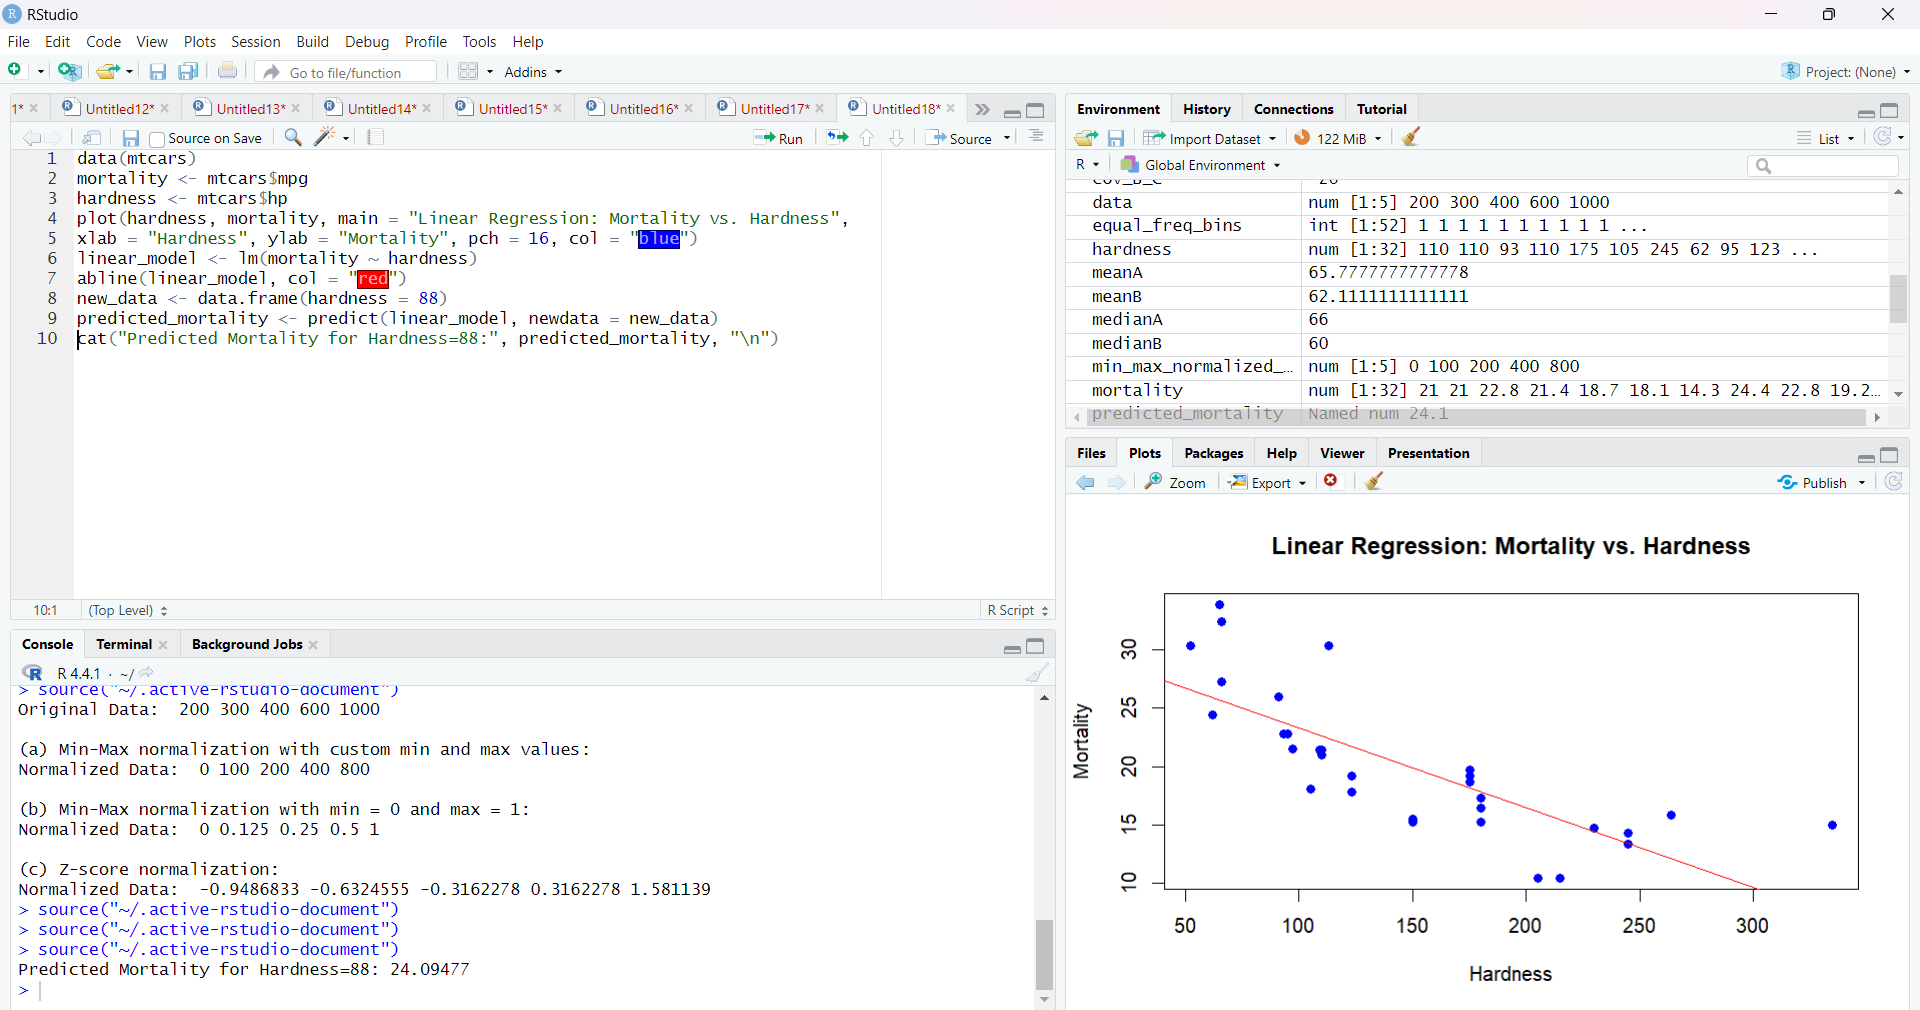 RStudio
File Edit Code View Plots Session Build Debug Profile Tools Help
Go to file/function Addins Project: (None)
1* Untitled12* Untitled13* Untitled14* Untitled15* Untitled16* Untitled17* Untitled18*
Source on Save Run Source
1 data(mtcars)
2 mortality <- mtcars$mpg
3 hardness <- mtcars$hp
4 plot(hardness, mortality, main = "Linear Regression: Mortality vs. Hardness",
5 xlab = "Hardness", ylab = "Mortality", pch = 16, col = "blue")
6 linear_model <- lm(mortality ~ hardness)
7 abline(linear_model, col = "red")
8 new_data <- data.frame(hardness = 88)
9 predicted_mortality <- predict(linear_model, newdata = new_data)
10 cat("Predicted Mortality for Hardness=88:", predicted_mortality, "\n")
10:1 (Top Level) R Script
Console Terminal Background Jobs
R 4.4.1 · ~/
> source("~/.active-rstudio-document")
Original Data: 200 300 400 600 1000
(a) Min-Max normalization with custom min and max values:
Normalized Data: 0 100 200 400 800
(b) Min-Max normalization with min = 0 and max = 1:
Normalized Data: 0 0.125 0.25 0.5 1
(c) Z-score normalization:
Normalized Data: -0.9486833 -0.6324555 -0.3162278 0.3162278 1.581139
> source("~/.active-rstudio-document")
> source("~/.active-rstudio-document")
> source("~/.active-rstudio-document")
Predicted Mortality for Hardness=88: 24.09477
>
Environment History Connections Tutorial
Import Dataset 122 MiB List
R Global Environment
data num [1:5] 200 300 400 600 1000
equal_freq_bins int [1:52] 1 1 1 1 1 1 1 1 1 1 ...
hardness num [1:32] 110 110 93 110 175 105 245 62 95 123 ...
meanA 65.7777777777778
meanB 62.1111111111111
medianA 66
medianB 60
min_max_normalized_... num [1:5] 0 100 200 400 800
mortality num [1:32] 21 21 22.8 21.4 18.7 18.1 14.3 24.4 22.8 19.2...
predicted_mortality Named num 24.1
Files Plots Packages Help Viewer Presentation
Zoom Export Publish
Linear Regression: Mortality vs. Hardness
Mortality
30
25
20
15
10
50 100 150 200 250 300
Hardness